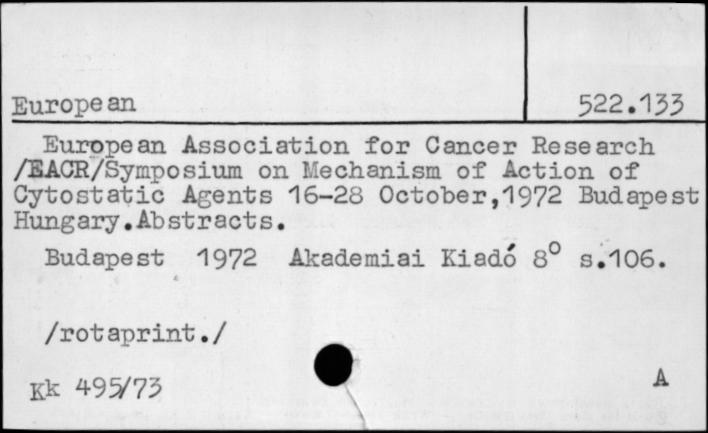 European 522.133
European Association for Cancer Research
/EACR/Symposium on Mechanism of Action of
Cytostatic Agents 16-28 October,1972 Budapest
Hungary.Abstracts.
Budapest 1972 Akademiai Kiadó 8° s.106.
/rotaprint./
Kk 495/73 A